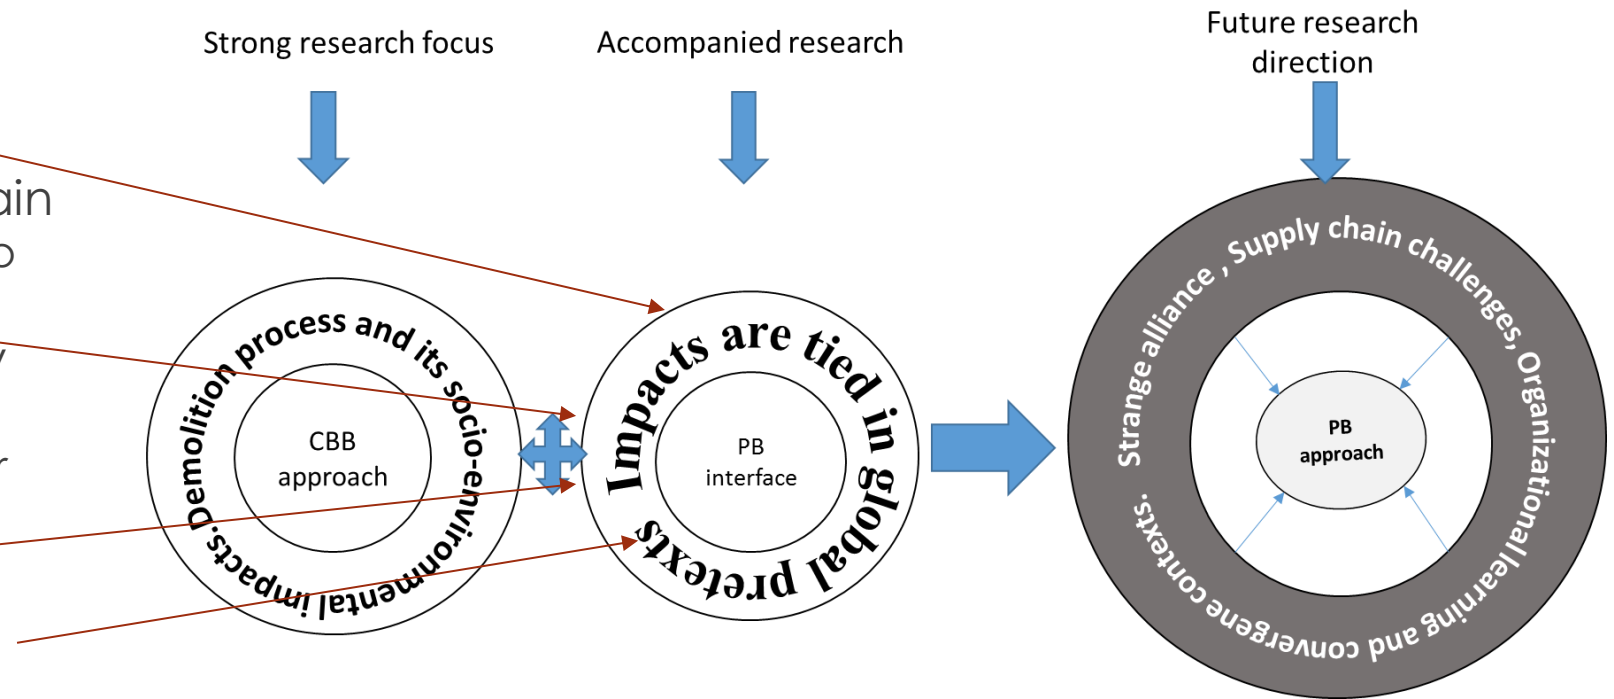 Strong research focus
Accompanied research
Future research
direction
Demolition process and its socio-environmental impacts.
CBB
approach
Impacts are tied in global pretexts
PB
interface
Strange alliance , Supply chain challenges, Organizational learning and convergene contexts.
PB
approach